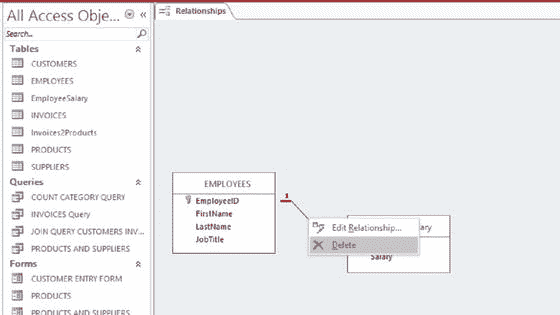 All Access Obje...
Search...
Tables
CUSTOMERS
EMPLOYEES
EmployeeSalary
INVOICES
Invoices2Products
PRODUCTS
SUPPLIERS
Queries
COUNT CATEGORY QUERY
INVOICES Query
JOIN QUERY CUSTOMERS INV...
PRODUCTS AND SUPPLIERS
Forms
CUSTOMER ENTRY FORM
PRODUCTS
PRODUCTS AND SUPPLIERS
Relationships
EMPLOYEES
EmployeeID
FirstName
LastName
JobTitle
1
Edit Relationship...
Delete
alary
Salary